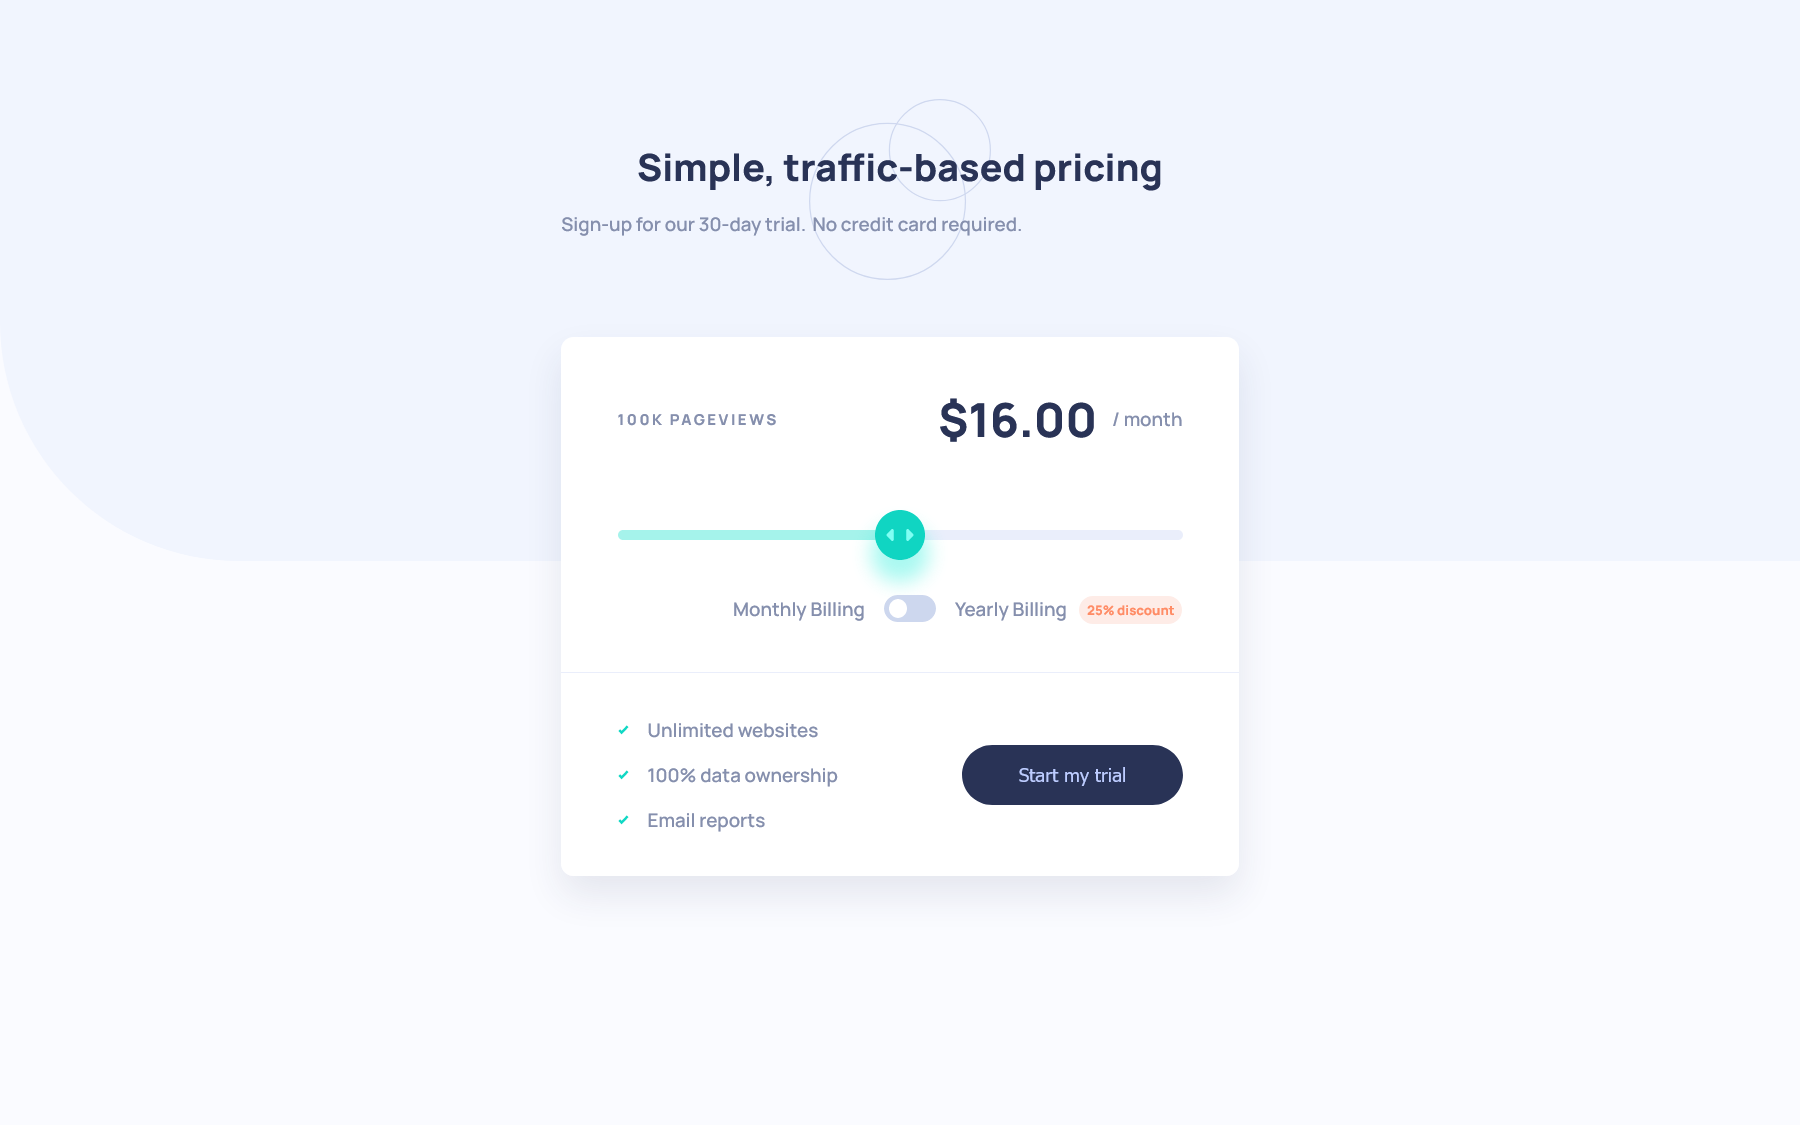 Simple, traffic-based pricing
Sign-up for our 30-day trial. No credit card required.
100K PAGEVIEWS
$16.00 / month
Monthly Billing
Yearly Billing
25% discount
Unlimited websites
100% data ownership
Email reports
Start my trial